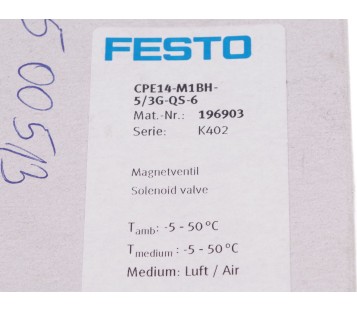 FESTO
CPE14-M1BH-
5/3G-QS-6
Mat.-Nr.: 196903
Serie: K402
Magnetventil
Solenoid valve
Tamb: -5 - 50°C
Tmedium : -5 - 50°C
Medium: Luft / Air